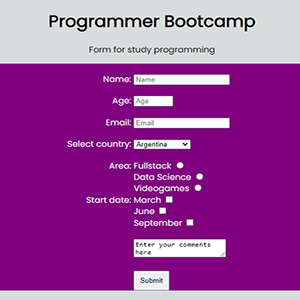 Programmer Bootcamp
Form for study programming
Name: Name
Age: Age
Email: Email
Select country: Argentina
Area: Fullstack
Data Science
Videogames
Start date: March
June
September
Enter your comments
here
Submit